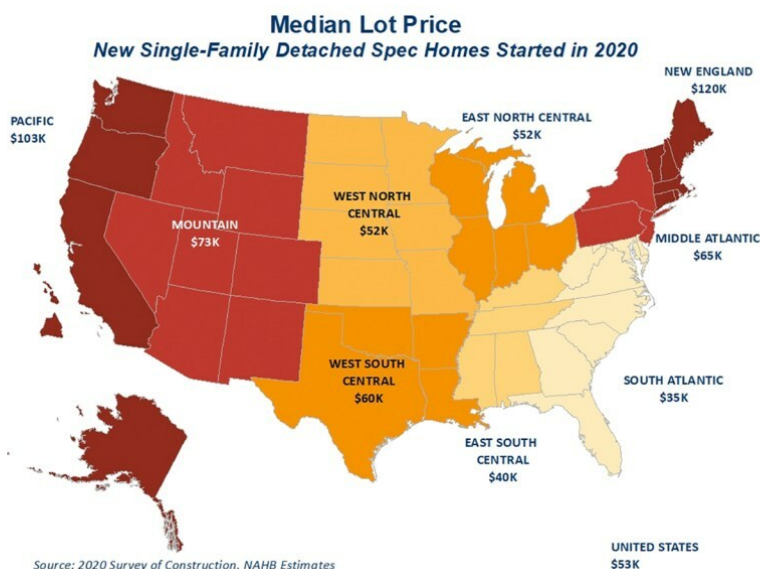 Median Lot Price
New Single-Family Detached Spec Homes Started in 2020
NEW ENGLAND
$120K
PACIFIC
$103K
EAST NORTH CENTRAL
$52K
WEST NORTH
CENTRAL
$52K
MOUNTAIN
$73K
MIDDLE ATLANTIC
$65K
WEST SOUTH
CENTRAL
$60K
SOUTH ATLANTIC
$35K
EAST SOUTH
CENTRAL
$40K
UNITED STATES
$53K
Source: 2020 Survey of Construction, NAHB Estimates